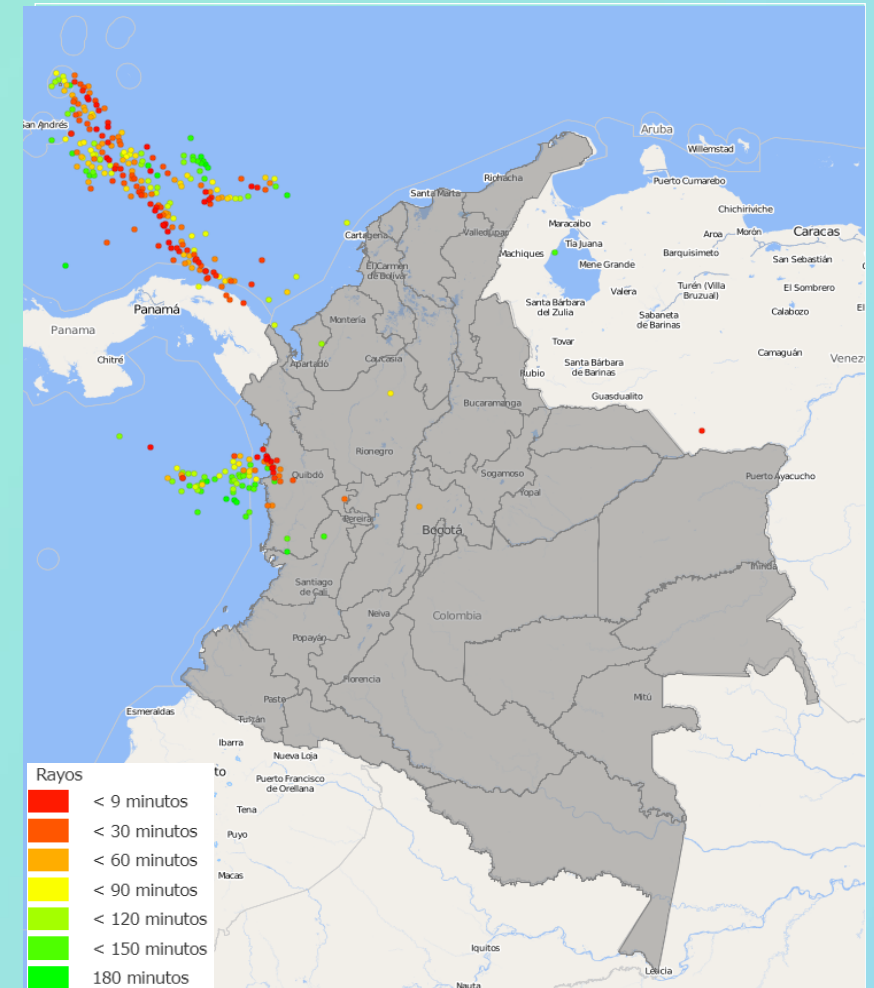 Aruba
Willemstad
San Andrés
Puerto Cumarebo
Riohacha
Santa Marta
Chichiriviche
Maracaibo
Cartagena
Valledupar
Aroa
Morón
Caracas
Tia Juana
Machiques
Barquisimeto
San Sebastián
El Carmen
de Bolívar
Mene Grande
Valera
Turén (Villa
Bruzual)
El Sombrero
Panamá
Santa Bárbara
del Zulia
Sabaneta
de Barinas
Calabozo
Montería
Panama
Tovar
Camaguán
Chitré
Apartadó
Caucasia
Santa Bárbara
de Barinas
Venez
Rubio
Guasdualito
Bucaramanga
Rionegro
Quibdó
Sogamoso
Puerto Ayacucho
Yopal
Pereira
Bogotá
Inírida
Santiago
de Cali
Neiva
Colombia
Popayán
Florencia
Mitú
Pasto
Esmeraldas
Tulcán
Ibarra
Nueva Loja
to
Puerto Francisco
de Orellana
Tena
Puyo
Macas
Iquitos
Leticia
Nauta
Rayos
< 9 minutos
< 30 minutos
< 60 minutos
< 90 minutos
< 120 minutos
< 150 minutos
180 minutos